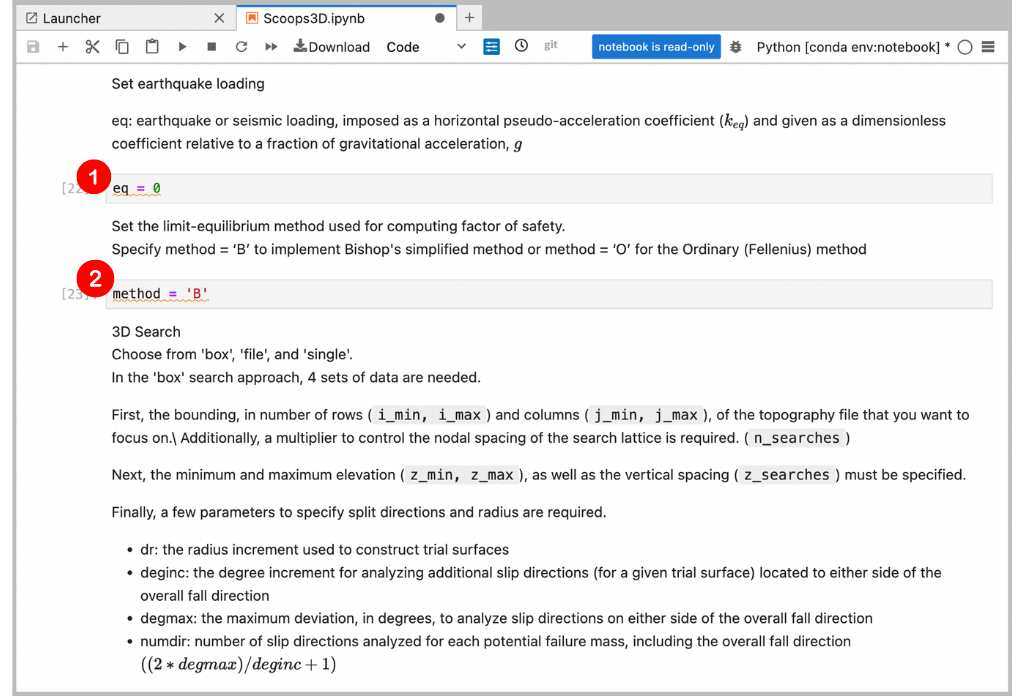 Launcher
Scoops3D.ipynb
Download
Code
git
notebook is read-only
Python [conda env:notebook] *
Set earthquake loading
eq: earthquake or seismic loading, imposed as a horizontal pseudo-acceleration coefficient (k_eq) and given as a dimensionless
coefficient relative to a fraction of gravitational acceleration, g
1
[22
eq = 0
Set the limit-equilibrium method used for computing factor of safety.
Specify method = ‘B’ to implement Bishop's simplified method or method = ‘O’ for the Ordinary (Fellenius) method
2
[23]:
method = 'B'
3D Search
Choose from 'box', 'file', and 'single'.
In the 'box' search approach, 4 sets of data are needed.
First, the bounding, in number of rows ( i_min, i_max ) and columns ( j_min, j_max ), of the topography file that you want to
focus on.\ Additionally, a multiplier to control the nodal spacing of the search lattice is required. ( n_searches )
Next, the minimum and maximum elevation ( z_min, z_max ), as well as the vertical spacing ( z_searches ) must be specified.
Finally, a few parameters to specify split directions and radius are required.
• dr: the radius increment used to construct trial surfaces
• deginc: the degree increment for analyzing additional slip directions (for a given trial surface) located to either side of the
overall fall direction
• degmax: the maximum deviation, in degrees, to analyze slip directions on either side of the overall fall direction
• numdir: number of slip directions analyzed for each potential failure mass, including the overall fall direction
((2 * degmax)/deginc + 1)